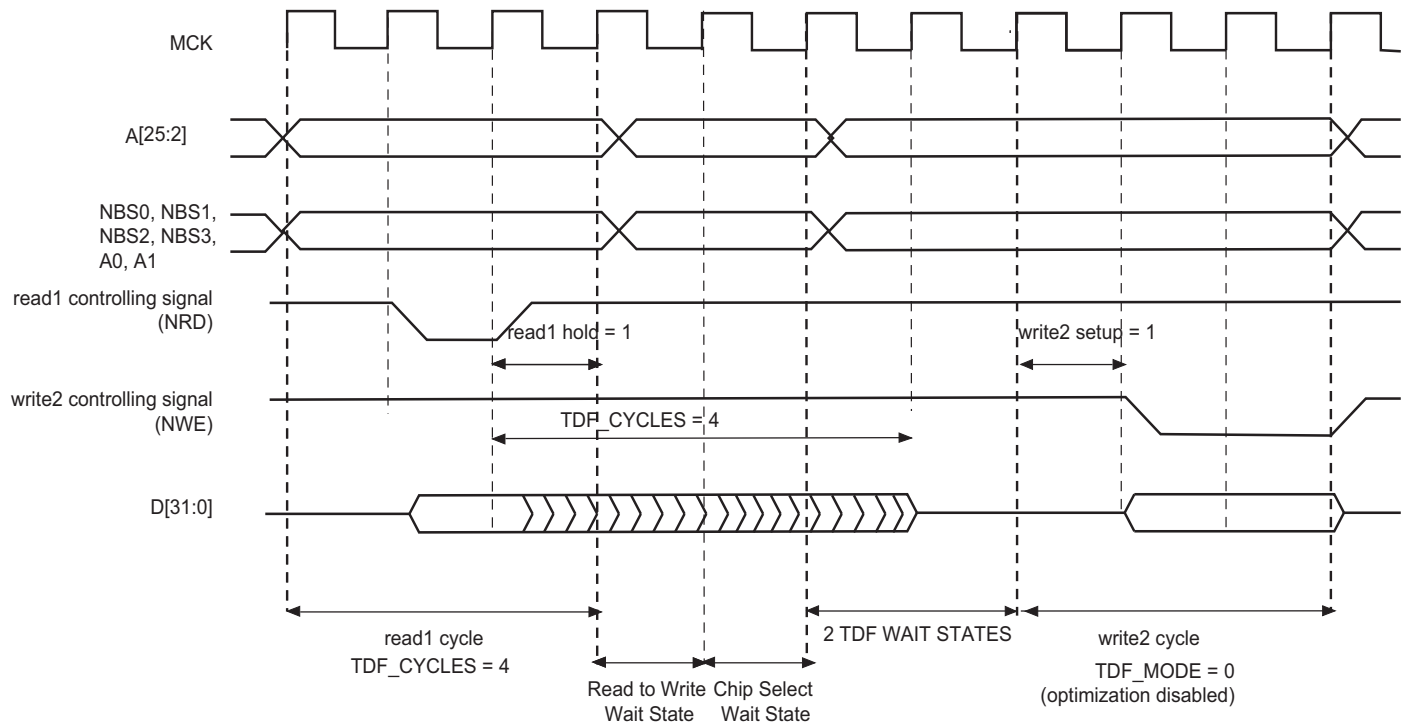 MCK
A[25:2]
NBS0, NBS1,
NBS2, NBS3,
A0, A1
read1 controlling signal
(NRD)
read1 hold = 1
write2 setup = 1
write2 controlling signal
(NWE)
TDF_CYCLES = 4
D[31:0]
read1 cycle
TDF_CYCLES = 4
2 TDF WAIT STATES
write2 cycle
TDF_MODE = 0
(optimization disabled)
Read to Write
Wait State
Chip Select
Wait State